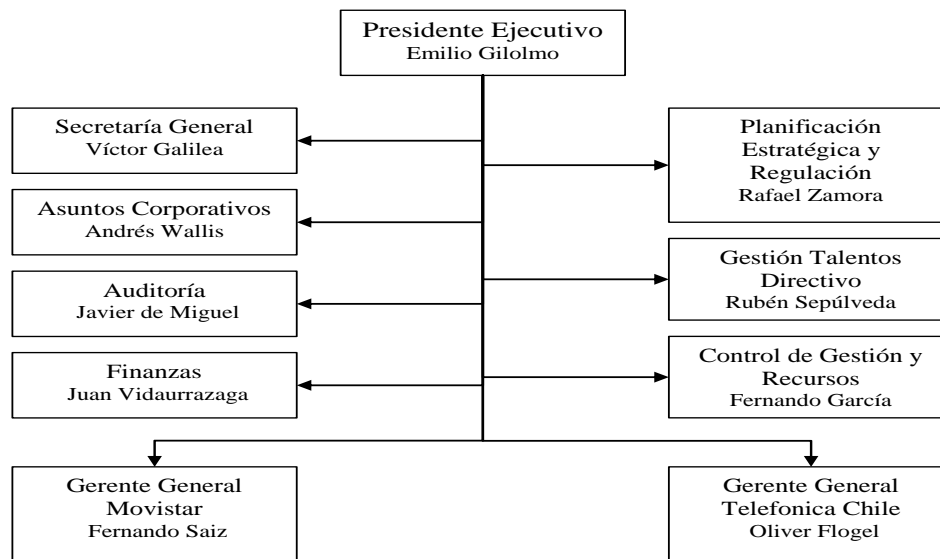 Presidente Ejecutivo
Emilio Gilolmo
Secretaría General
Víctor Galilea
Asuntos Corporativos
Andrés Wallis
Auditoría
Javier de Miguel
Finanzas
Juan Vidaurrazaga
Planificación
Estratégica y
Regulación
Rafael Zamora
Gestión Talentos
Directivo
Rubén Sepúlveda
Control de Gestión y
Recursos
Fernando García
Gerente General
Movistar
Fernando Saiz
Gerente General
Telefonica Chile
Oliver Flogel